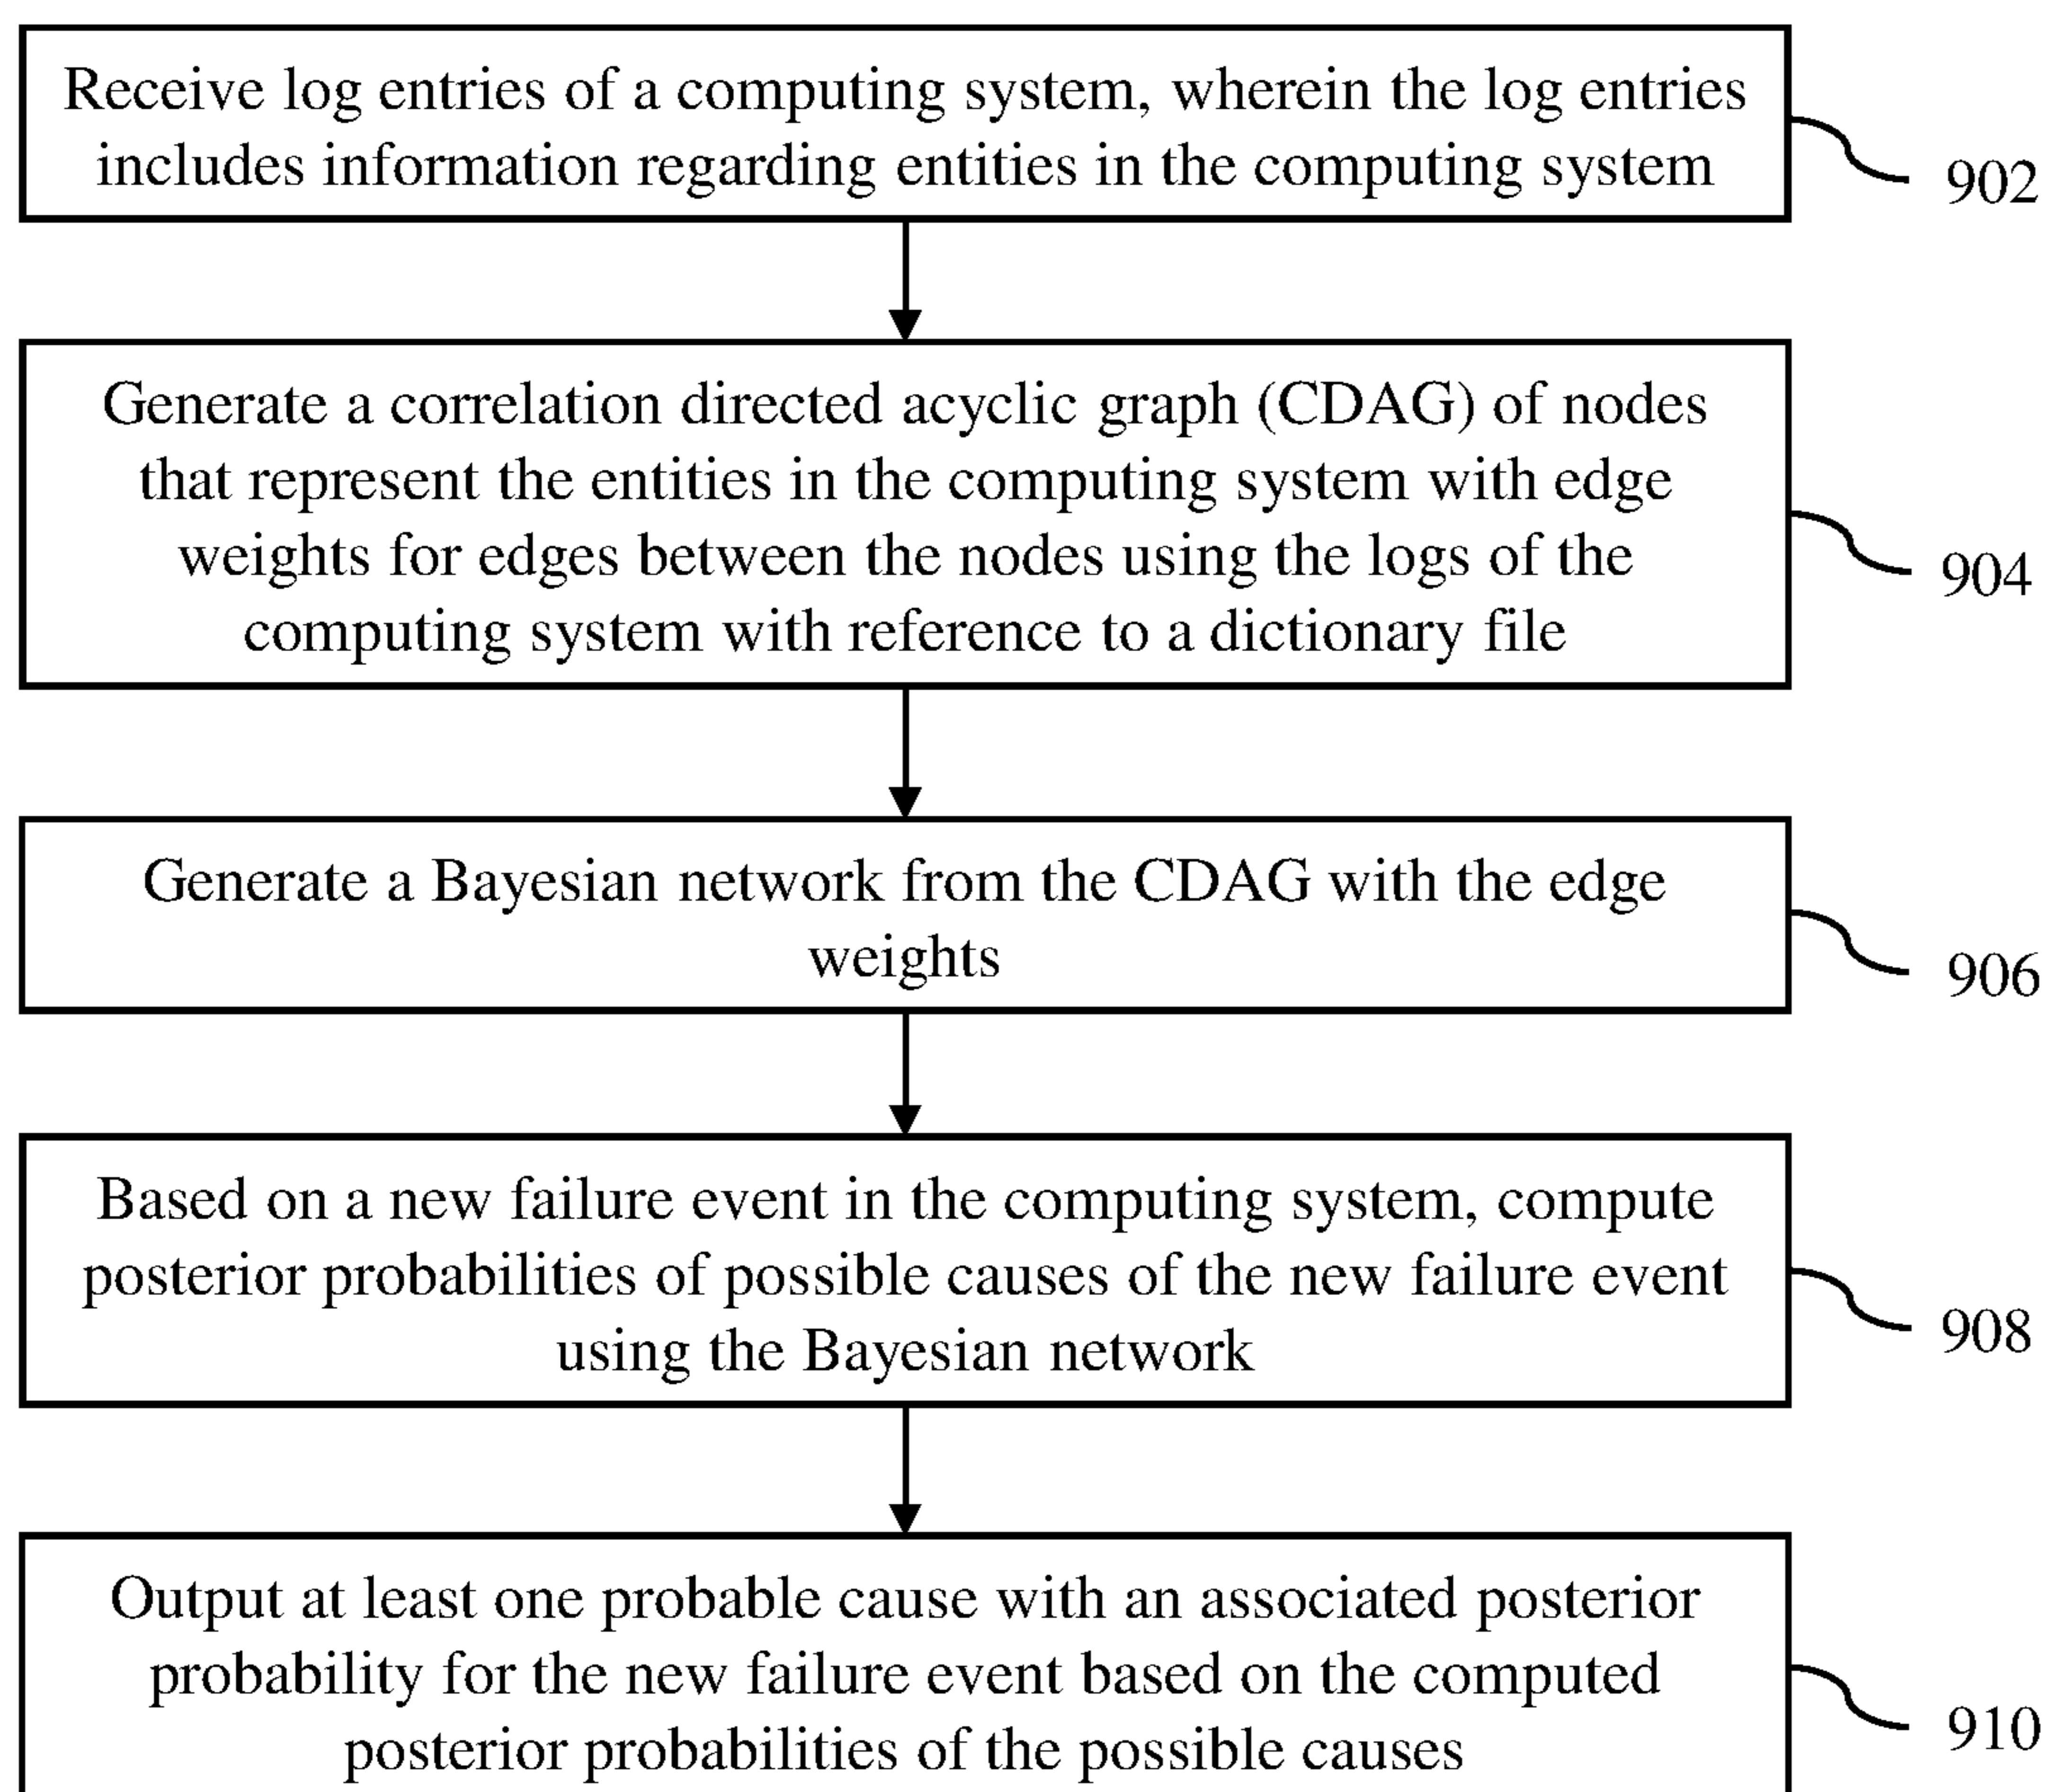 Receive log entries of a computing system, wherein the log entries
includes information regarding entities in the computing system
902
Generate a correlation directed acyclic graph (CDAG) of nodes
that represent the entities in the computing system with edge
weights for edges between the nodes using the logs of the
computing system with reference to a dictionary file
904
Generate a Bayesian network from the CDAG with the edge
weights
906
Based on a new failure event in the computing system, compute
posterior probabilities of possible causes of the new failure event
using the Bayesian network
908
Output at least one probable cause with an associated posterior
probability for the new failure event based on the computed
posterior probabilities of the possible causes
910